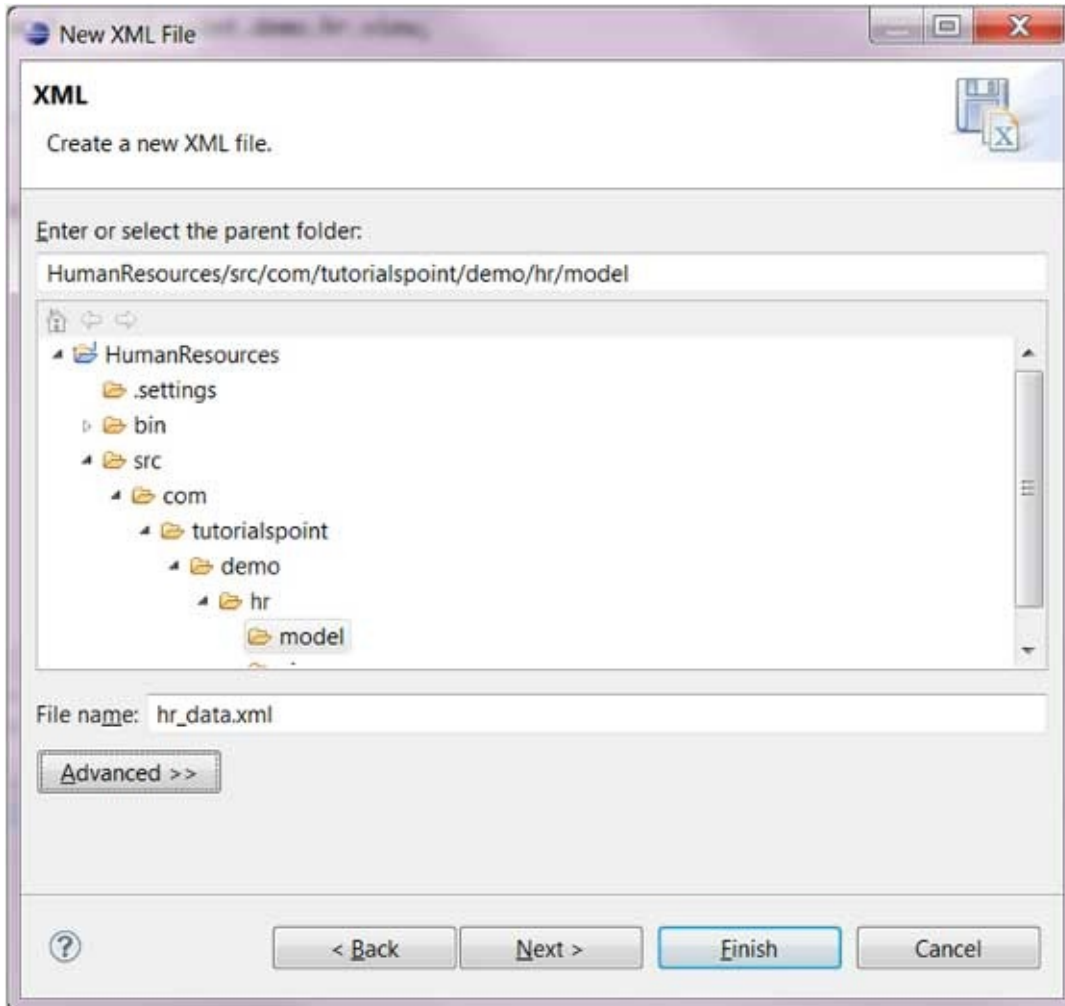 New XML File
XML
Create a new XML file.
Enter or select the parent folder:
HumanResources/src/com/tutorialspoint/demo/hr/model
HumanResources
.settings
bin
src
com
tutorialspoint
demo
hr
model
File name: hr_data.xml
Advanced >>
< Back Next > Finish Cancel